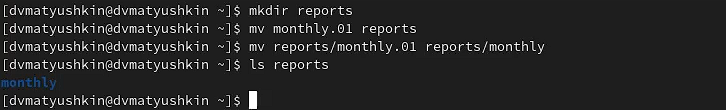 [dvmatyushkin@dvmatyushkin ~]$ mkdir reports
[dvmatyushkin@dvmatyushkin ~]$ mv monthly.01 reports
[dvmatyushkin@dvmatyushkin ~]$ mv reports/monthly.01 reports/monthly
[dvmatyushkin@dvmatyushkin ~]$ ls reports
monthly
[dvmatyushkin@dvmatyushkin ~]$